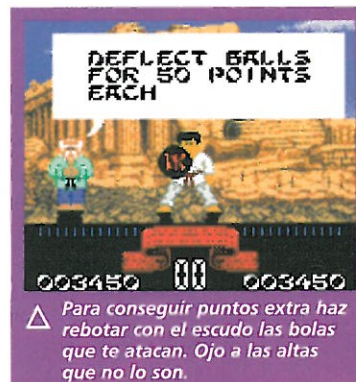 DEFLECT BALLS
FOR 50 POINTS
EACH
003450 00 003450
△ Para conseguir puntos extra haz
rebotar con el escudo las bolas
que te atacan. Ojo a las altas
que no lo son.